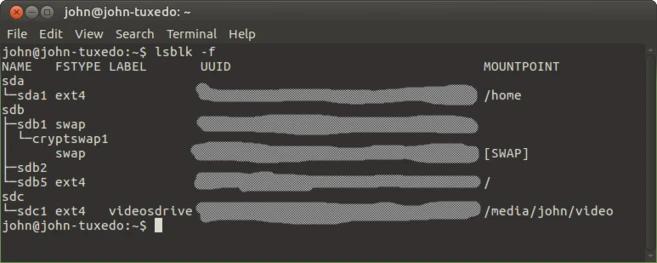 john@john-tuxedo: ~
File Edit View Search Terminal Help
john@john-tuxedo:~$ lsblk -f
NAME FSTYPE LABEL UUID MOUNTPOINT
sda
└─sda1 ext4 /home
sdb
├─sdb1 swap
│ └─cryptswap1
│ swap [SWAP]
├─sdb2
└─sdb5 ext4 /
sdc
└─sdc1 ext4 videosdrive /media/john/video
john@john-tuxedo:~$